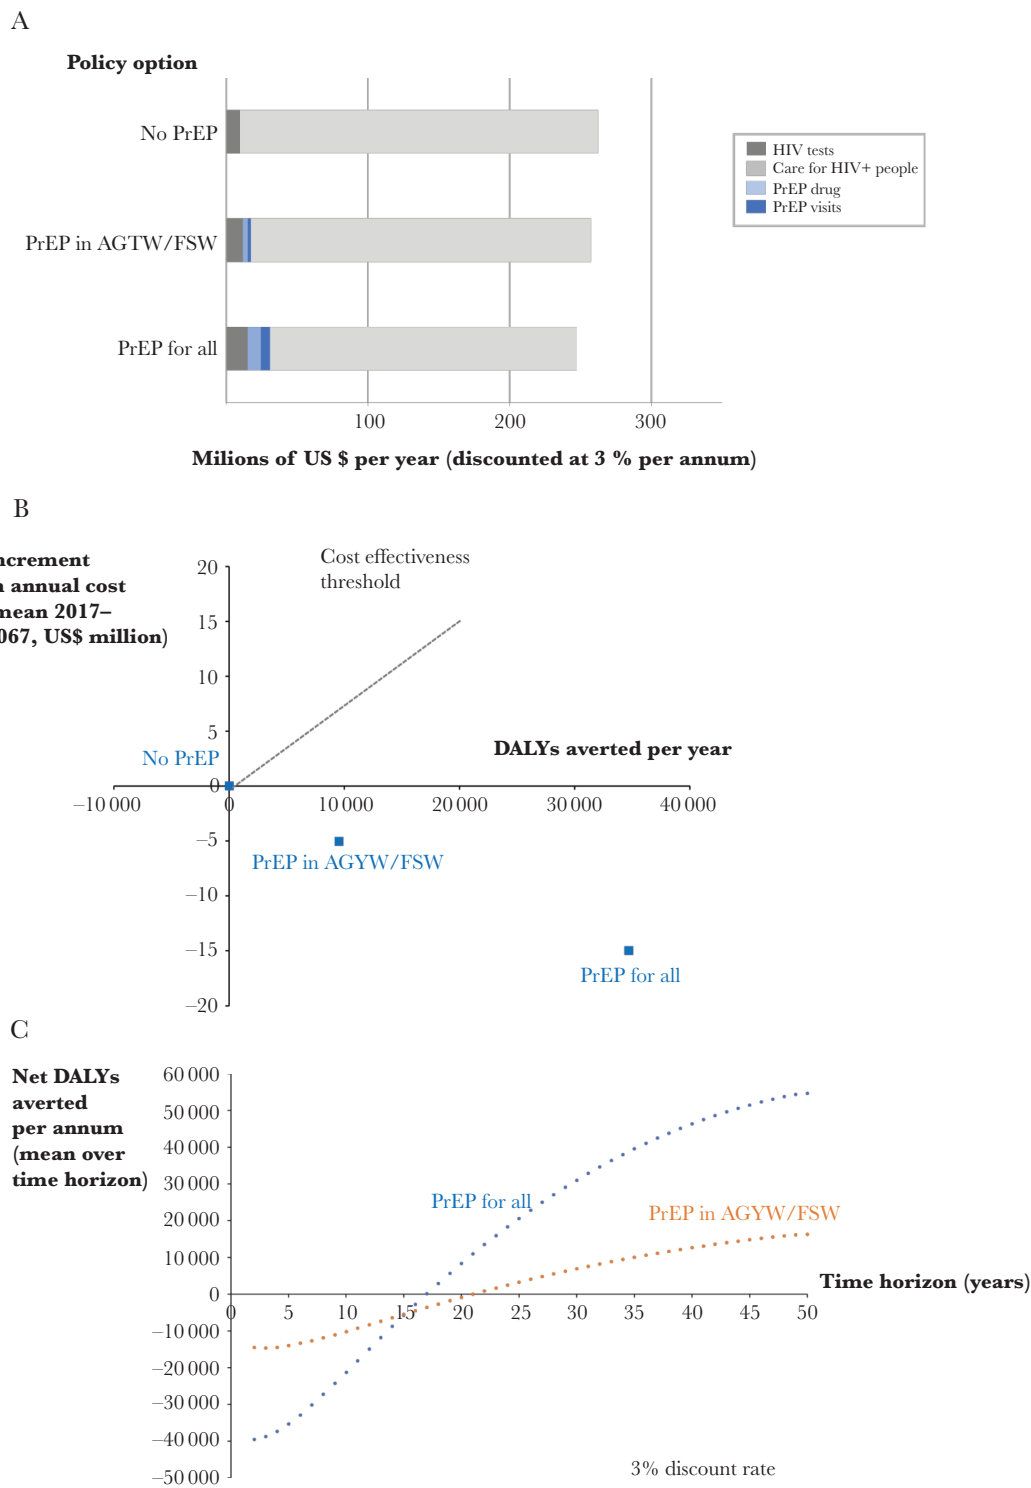 A
Policy option
No PrEP
PrEP in AGTW/FSW
PrEP for all
HIV tests
Care for HIV+ people
PrEP drug
PrEP visits
100 200 300
Milions of US $ per year (discounted at 3 % per annum)
B
ncrement
n annual cost
mean 2017–
067, US$ million)
Cost effectiveness
threshold
20
15
10
5
0
−5
−10
−15
−20
No PrEP
DALYs averted per year
−10 000 0 10 000 20 000 30 000 40 000
PrEP in AGYW/FSW
PrEP for all
C
Net DALYs
averted
per annum
(mean over
time horizon)
60 000
50 000
40 000
30 000
20 000
10 000
0
−10 000
−20 000
−30 000
−40 000
−50 000
PrEP for all
PrEP in AGYW/FSW
Time horizon (years)
0 5 10 15 20 25 30 35 40 45 50
3% discount rate